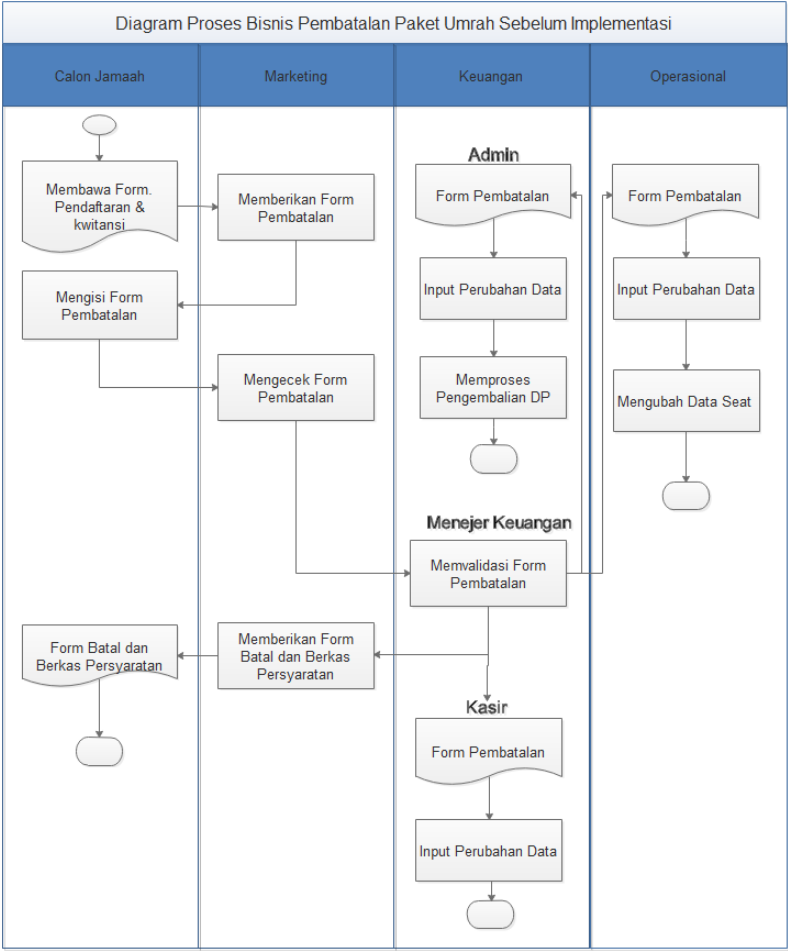 Diagram Proses Bisnis Pembatalan Paket Umrah Sebelum Implementasi
Calon Jamaah
Marketing
Keuangan
Operasional
Membawa Form.
Pendaftaran &
kwitansi
Memberikan Form
Pembatalan
Mengisi Form
Pembatalan
Mengecek Form
Pembatalan
Admin
Form Pembatalan
Input Perubahan Data
Memproses
Pengembalian DP
Form Pembatalan
Input Perubahan Data
Mengubah Data Seat
Menejer Keuangan
Memvalidasi Form
Pembatalan
Memberikan Form
Batal dan Berkas
Persyaratan
Form Batal dan
Berkas Persyaratan
Kasir
Form Pembatalan
Input Perubahan Data